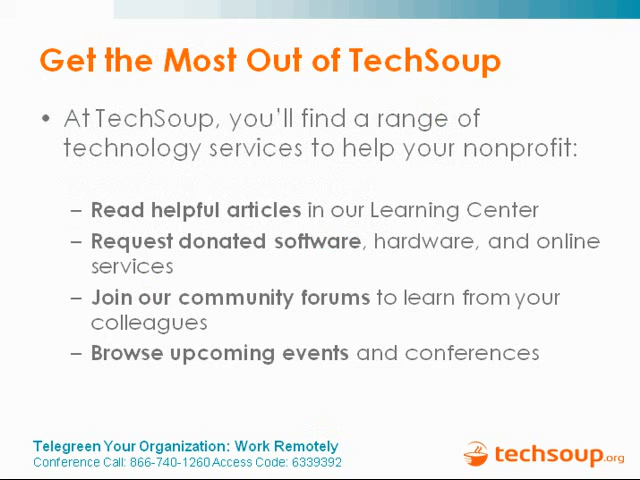 Get the Most Out of TechSoup
• At TechSoup, you'll find a range of
technology services to help your nonprofit:
– Read helpful articles in our Learning Center
– Request donated software, hardware, and online
services
– Join our community forums to learn from your
colleagues
– Browse upcoming events and conferences
Telegreen Your Organization: Work Remotely
Conference Call: 866-740-1260 Access Code: 6339392
techsoup.org